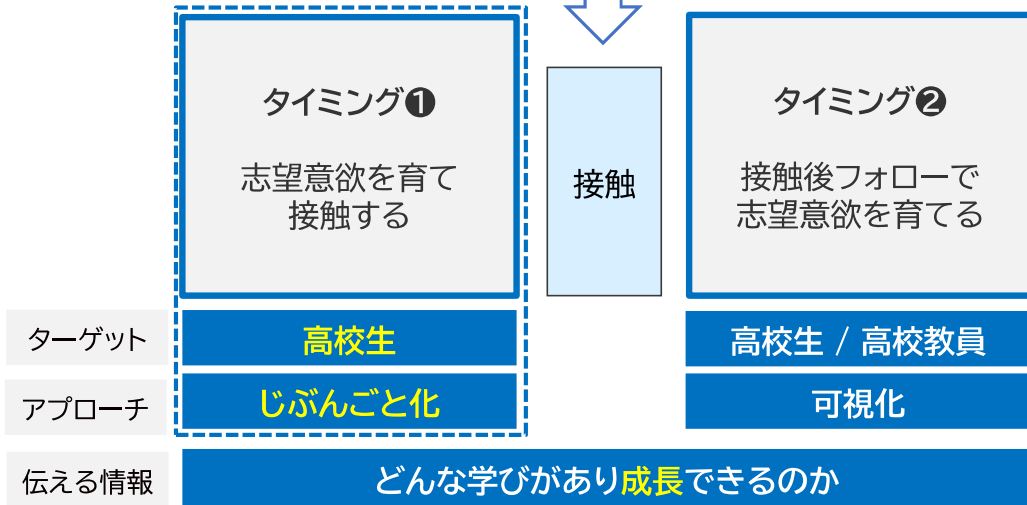 タイミング❶
志望意欲を育て
接触する
接触
タイミング❷
接触後フォローで
志望意欲を育てる
ターゲット
高校生
高校生 / 高校教員
アプローチ
じぶんごと化
可視化
伝える情報
どんな学びがあり成長できるのか